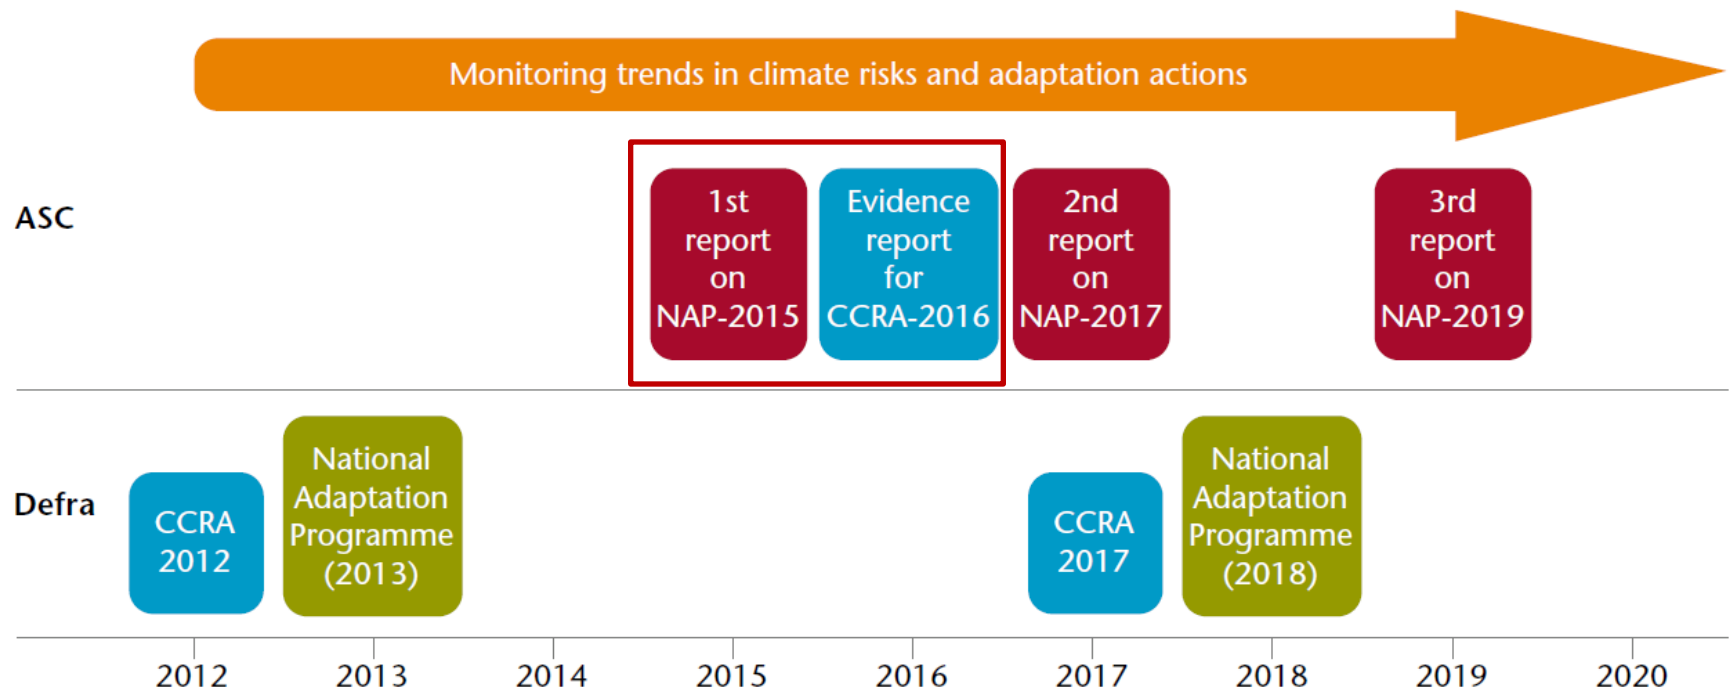 Monitoring trends in climate risks and adaptation actions
ASC
1st
report
on
NAP-2015
Evidence
report
for
CCRA-2016
2nd
report
on
NAP-2017
3rd
report
on
NAP-2019
Defra
CCRA
2012
National
Adaptation
Programme
(2013)
CCRA
2017
National
Adaptation
Programme
(2018)
2012
2013
2014
2015
2016
2017
2018
2019
2020